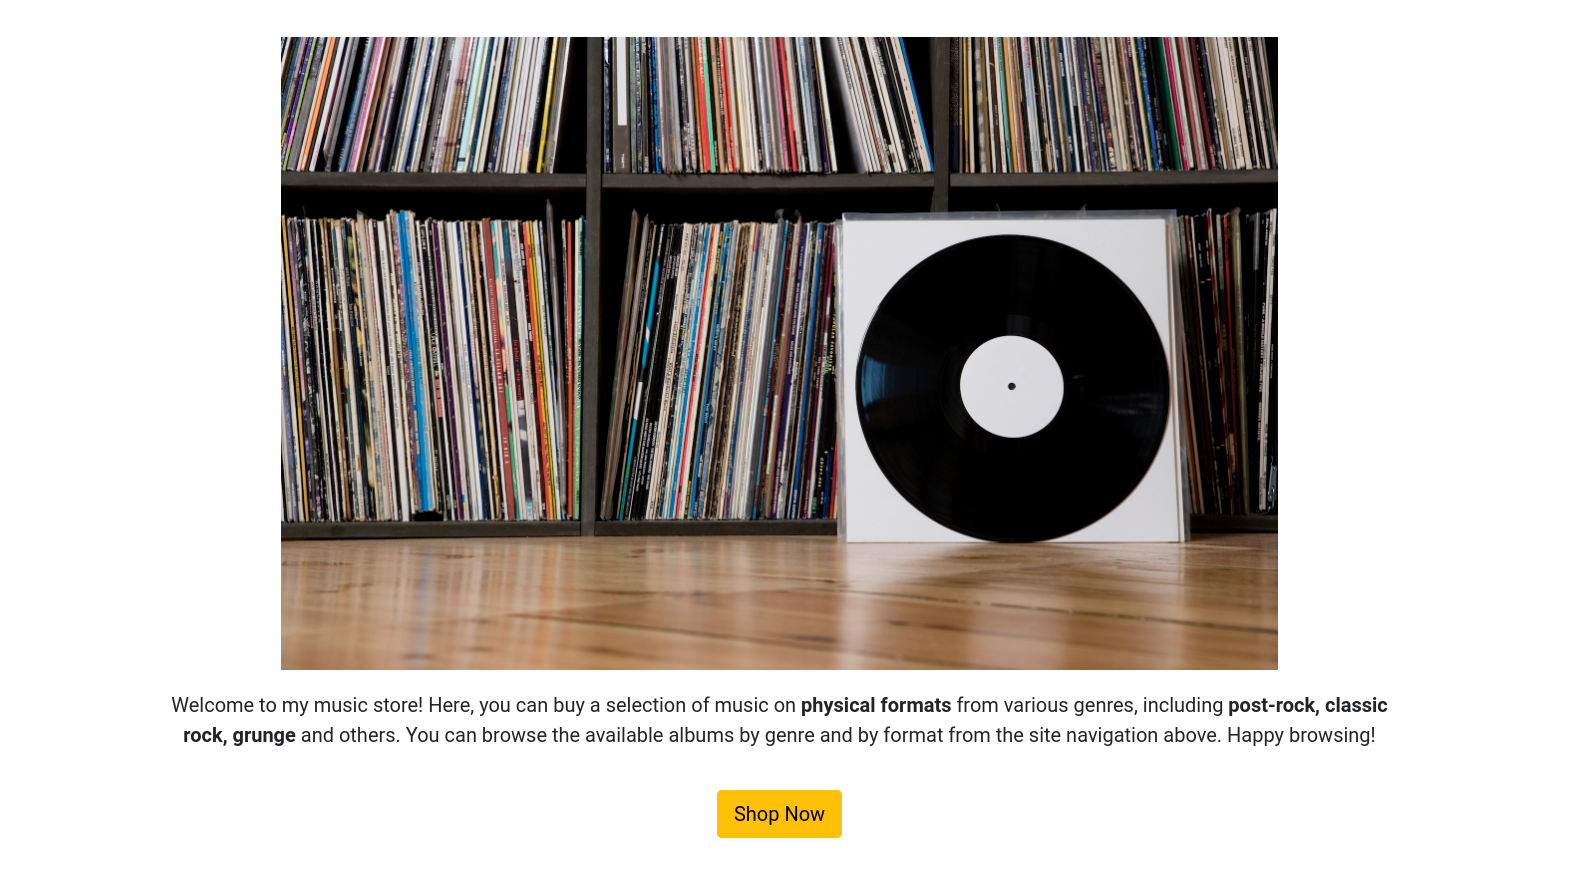 Welcome to my music store! Here, you can buy a selection of music on physical formats from various genres, including post-rock, classic
rock, grunge and others. You can browse the available albums by genre and by format from the site navigation above. Happy browsing!
Shop Now